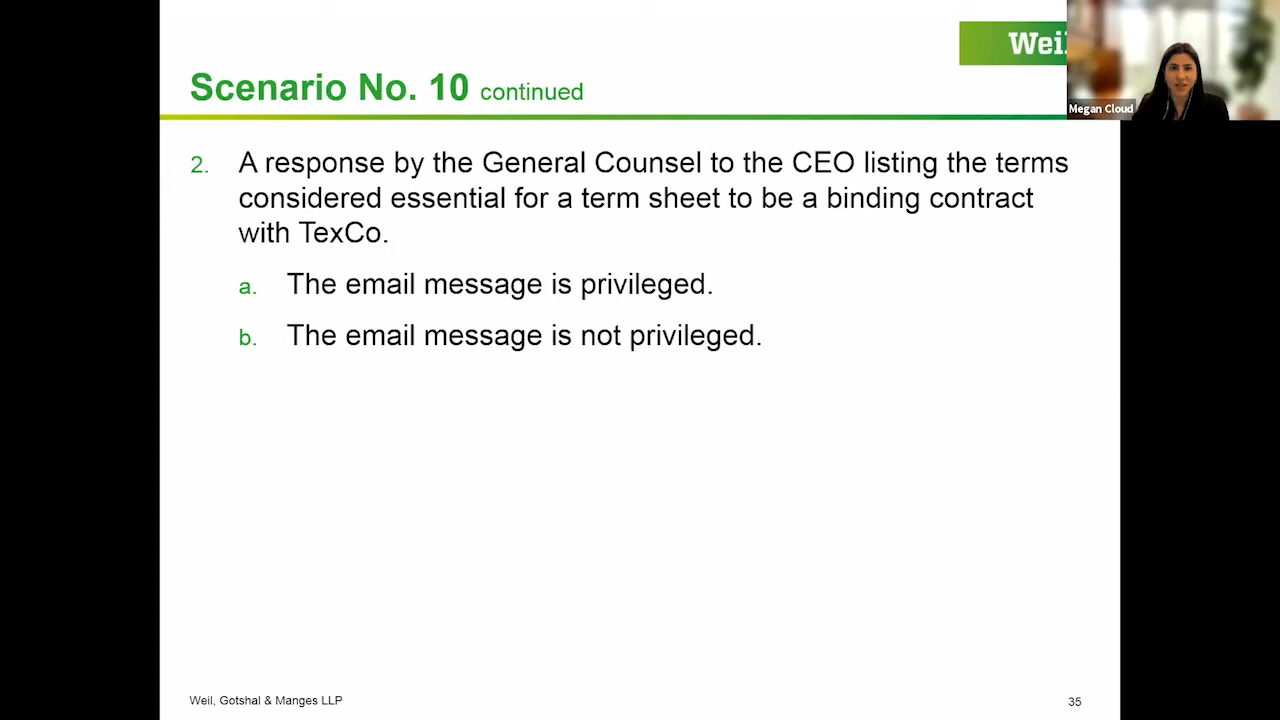 Weil
Megan Cloud
Scenario No. 10 continued
2. A response by the General Counsel to the CEO listing the terms
considered essential for a term sheet to be a binding contract
with TexCo.
a. The email message is privileged.
b. The email message is not privileged.
Weil, Gotshal & Manges LLP
35